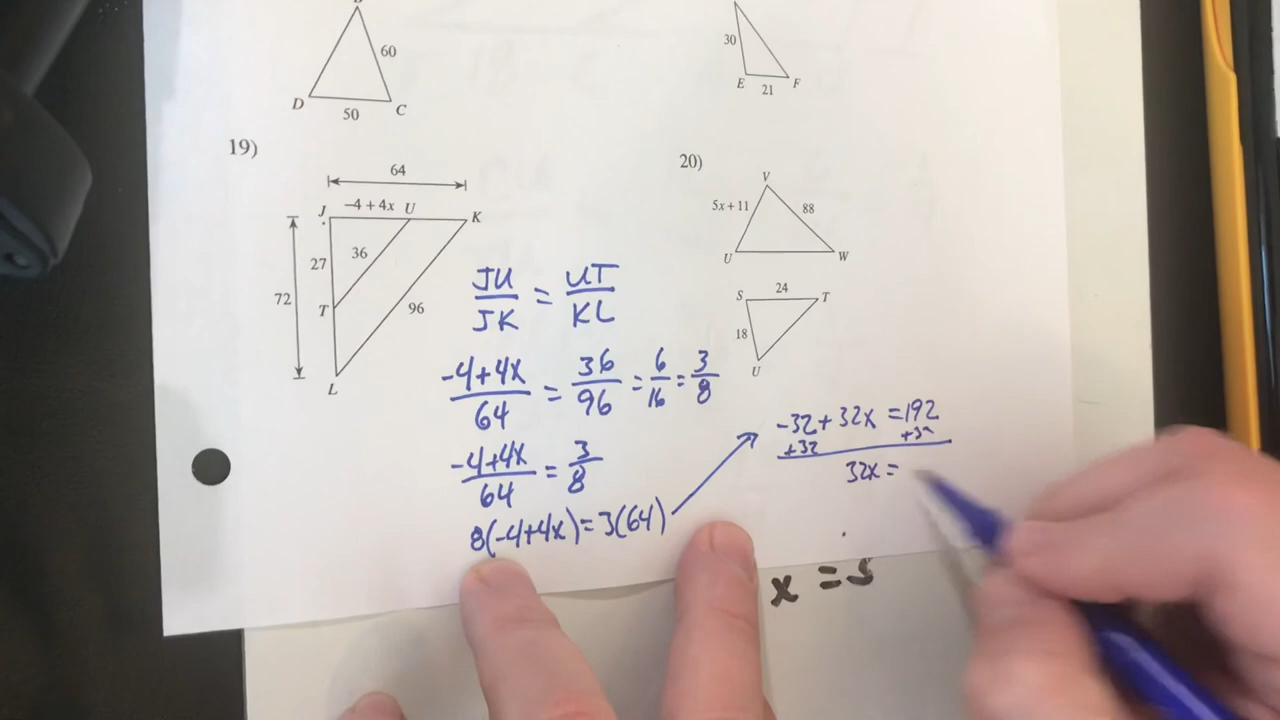 60
D
50
C
30
E
21
F
19)
64
J
-4 + 4x
U
K
27
36
72
T
96
L
20)
V
5x + 11
88
U
W
S
24
T
18
U
JU/JK = UT/KL
-4+4x/64 = 36/96 = 6/16 = 3/8
-4+4x/64 = 3/8
8(-4+4x) = 3(64)
-32 + 32x = 192
+32
32x =
x =